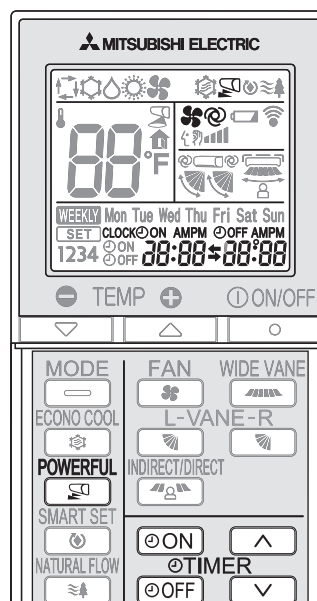 MITSUBISHI ELECTRIC
88°F
WEEKLY Mon Tue Wed Thu Fri Sat Sun
SET CLOCK ON AMPM OFF AMPM
1234 ON OFF 88:88 88:88
TEMP ON/OFF
MODE FAN WIDE VANE
ECONO COOL L-VANE-R
POWERFUL INDIRECT/DIRECT
SMART SET
ON
NATURAL FLOW TIMER
OFF